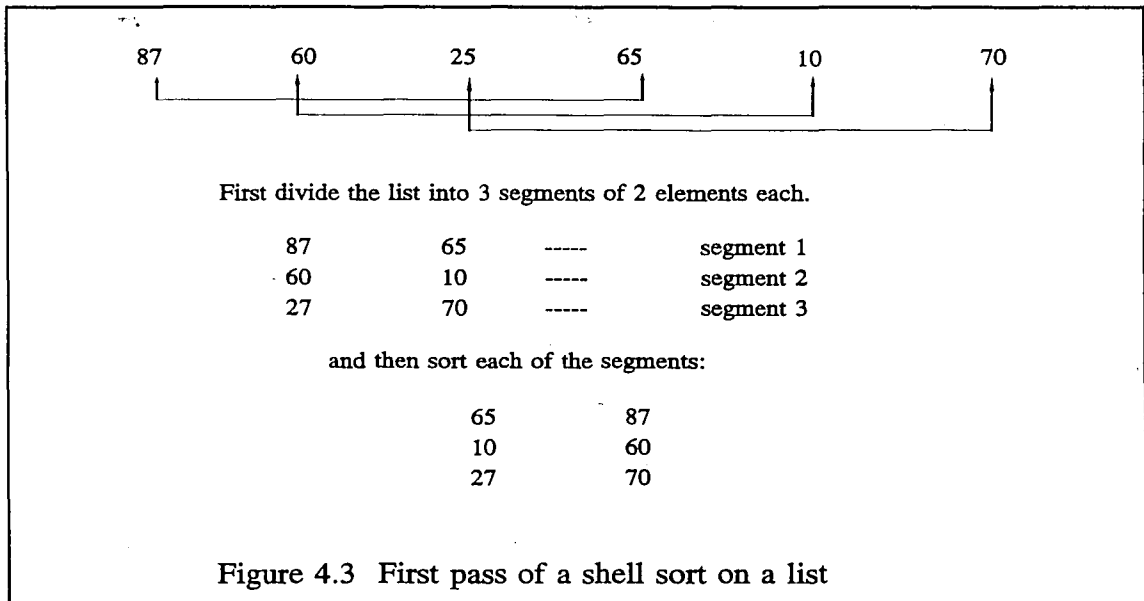 87 60 25 65 10 70
First divide the list into 3 segments of 2 elements each.
87 65 ----- segment 1
60 10 ----- segment 2
27 70 ----- segment 3
and then sort each of the segments:
65 87
10 60
27 70
Figure 4.3 First pass of a shell sort on a list